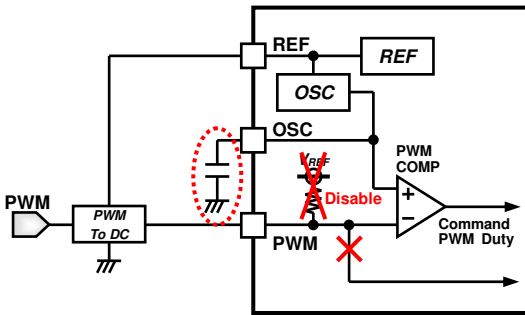 REF
REF
OSC
OSC
PWM
COMP
VREF
Disable
PWM
PWM
To DC
+
−
Command
PWM Duty
PWM